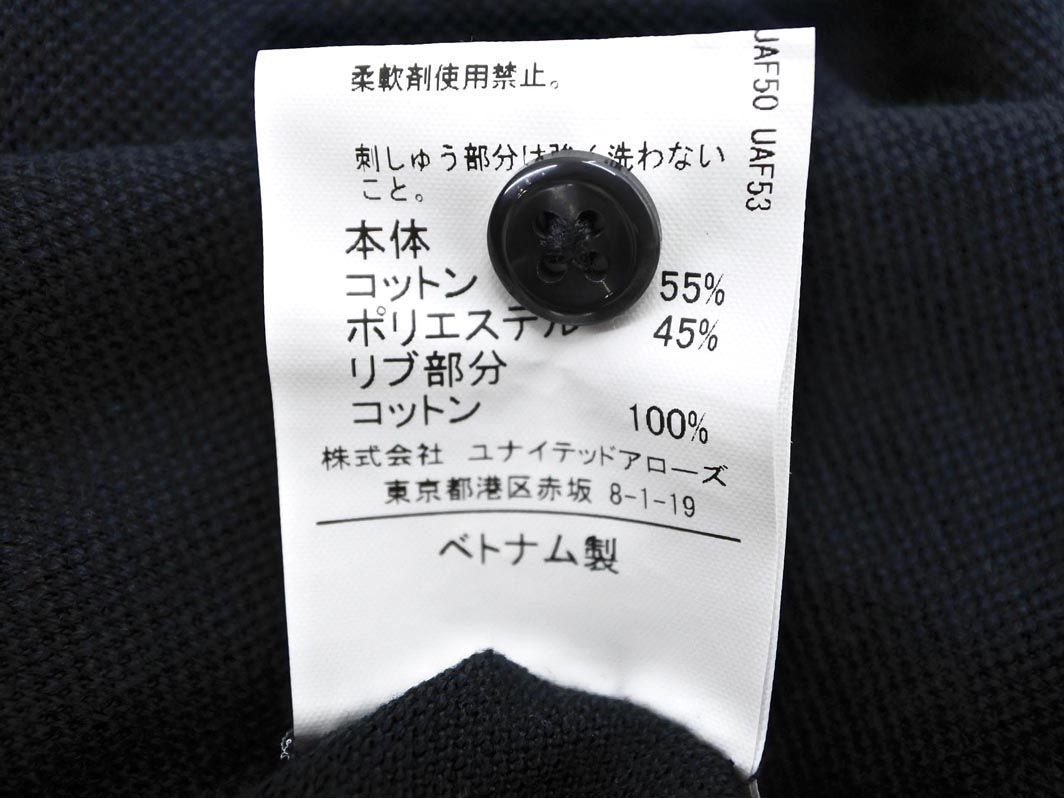 柔軟剤使用禁止。
刺しゅう部分は強く洗わない
こと。
本体
コットン 55%
ポリエステル 45%
リブ部分
コットン 100%
株式会社 ユナイテッドアローズ
東京都港区赤坂 8-1-19
ベトナム製
UAF50 UAF53